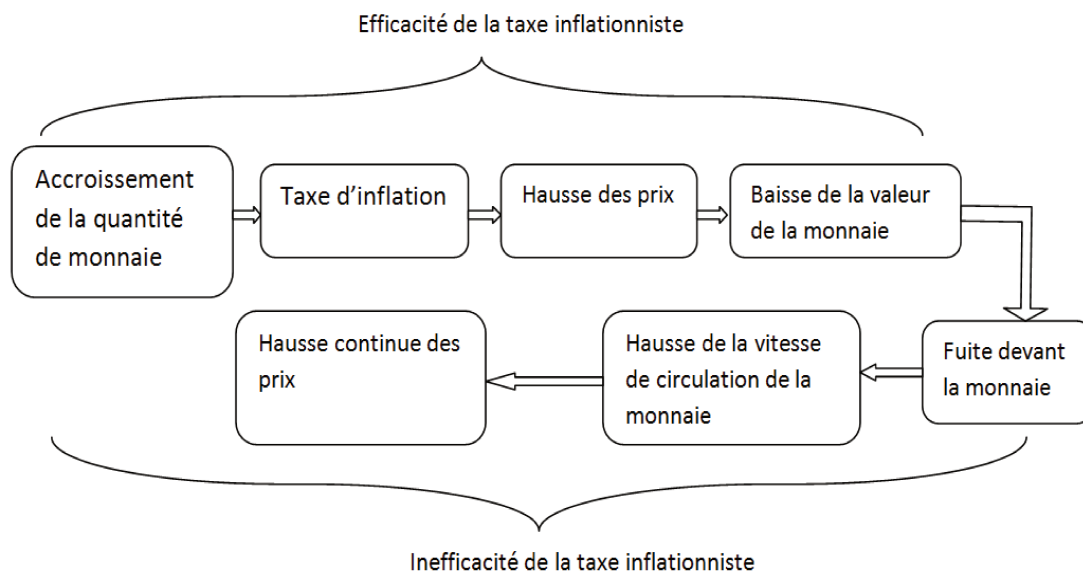 Efficacité de la taxe inflationniste
Accroissement
de la quantité
de monnaie
Taxe d’inflation
Hausse des prix
Baisse de la valeur
de la monnaie
Fuite devant
la monnaie
Hausse de la vitesse
de circulation de la
monnaie
Hausse continue des
prix
Inefficacité de la taxe inflationniste